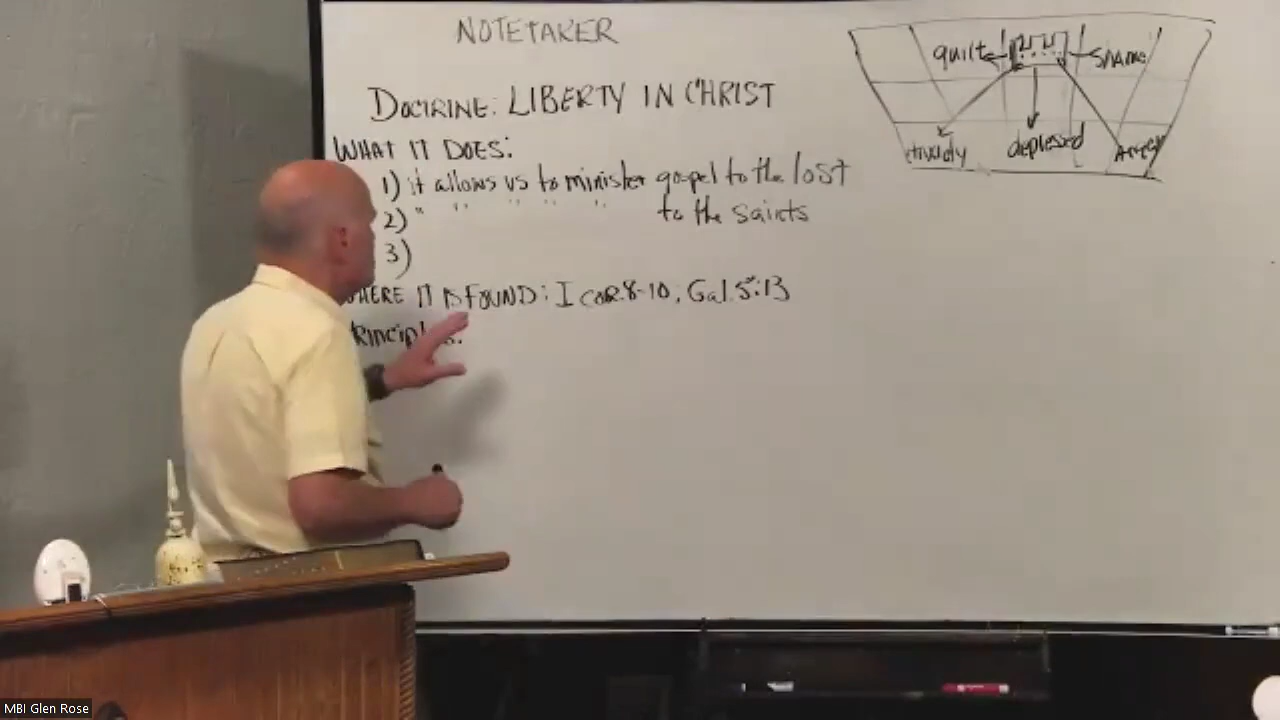 NOTETAKER
DOCTRINE: LIBERTY IN CHRIST
WHAT IT DOES:
1) it allows us to minister gospel to the lost
2) " " " " " to the saints
3)
WHERE IT IS FOUND: I COR. 8-10, Gal. 5:13
guilt
shame
depressed
MBI Glen Rose